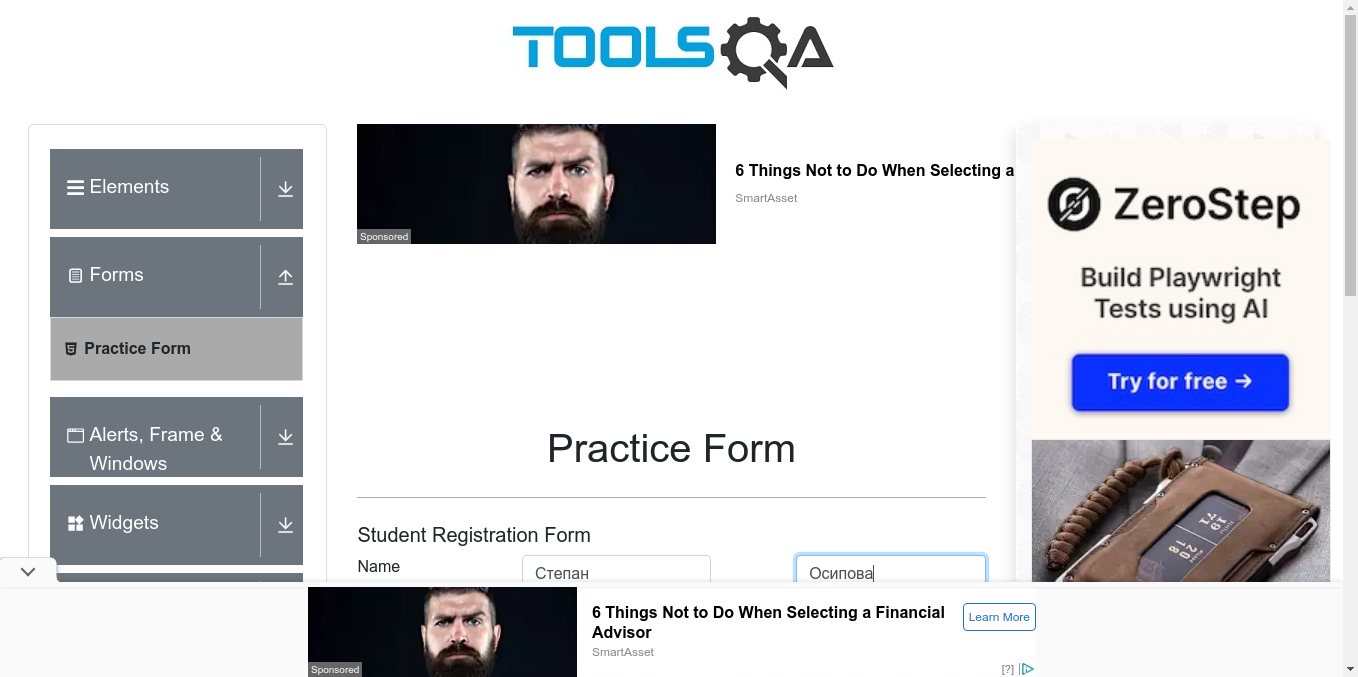 TOOLSQA
Elements
Forms
Practice Form
Alerts, Frame &
Windows
Widgets
Sponsored
6 Things Not to Do When Selecting a
SmartAsset
Practice Form
Student Registration Form
Name
Степан
Осипова
ZeroStep
Build Playwright
Tests using AI
Try for free →
Sponsored
6 Things Not to Do When Selecting a Financial
Advisor
SmartAsset
Learn More
[?]